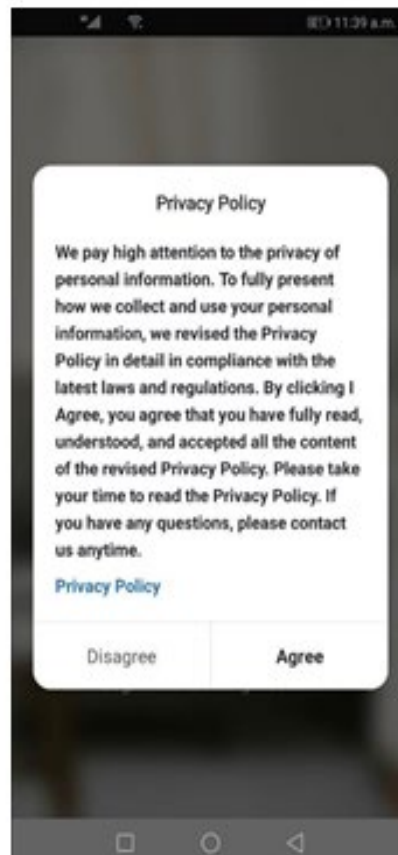 11:39 a.m.
Privacy Policy
We pay high attention to the privacy of
personal information. To fully present
how we collect and use your personal
information, we revised the Privacy
Policy in detail in compliance with the
latest laws and regulations. By clicking I
Agree, you agree that you have fully read,
understood, and accepted all the content
of the revised Privacy Policy. Please take
your time to read the Privacy Policy. If
you have any questions, please contact
us anytime.
Privacy Policy
Disagree Agree